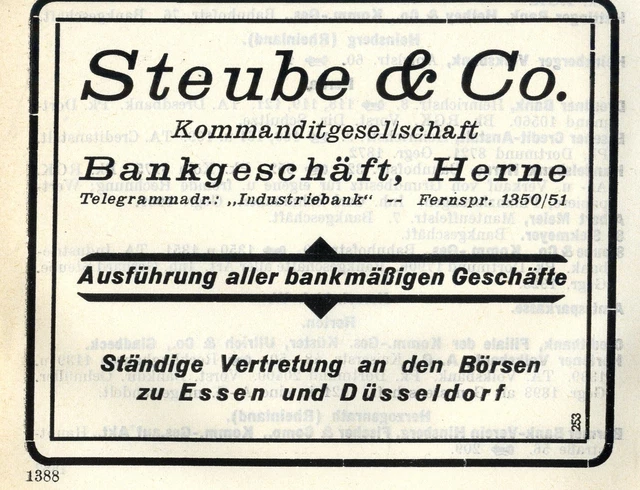 Steube & Co.
Kommanditgesellschaft
Bankgeschäft, Herne
Telegrammadr.: „Industriebank“ -- Fernspr. 1350/51
Ausführung aller bankmäßigen Geschäfte
Ständige Vertretung an den Börsen
zu Essen und Düsseldorf
253
1388